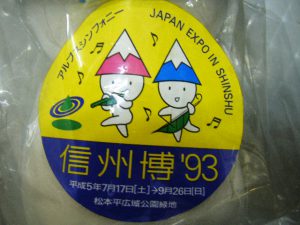 アルプスシンフォニー
JAPAN EXPO IN SHINSHU
信州博'93
平成5年7月17日[土]→9月26日[日]
松本平広域公園緑地